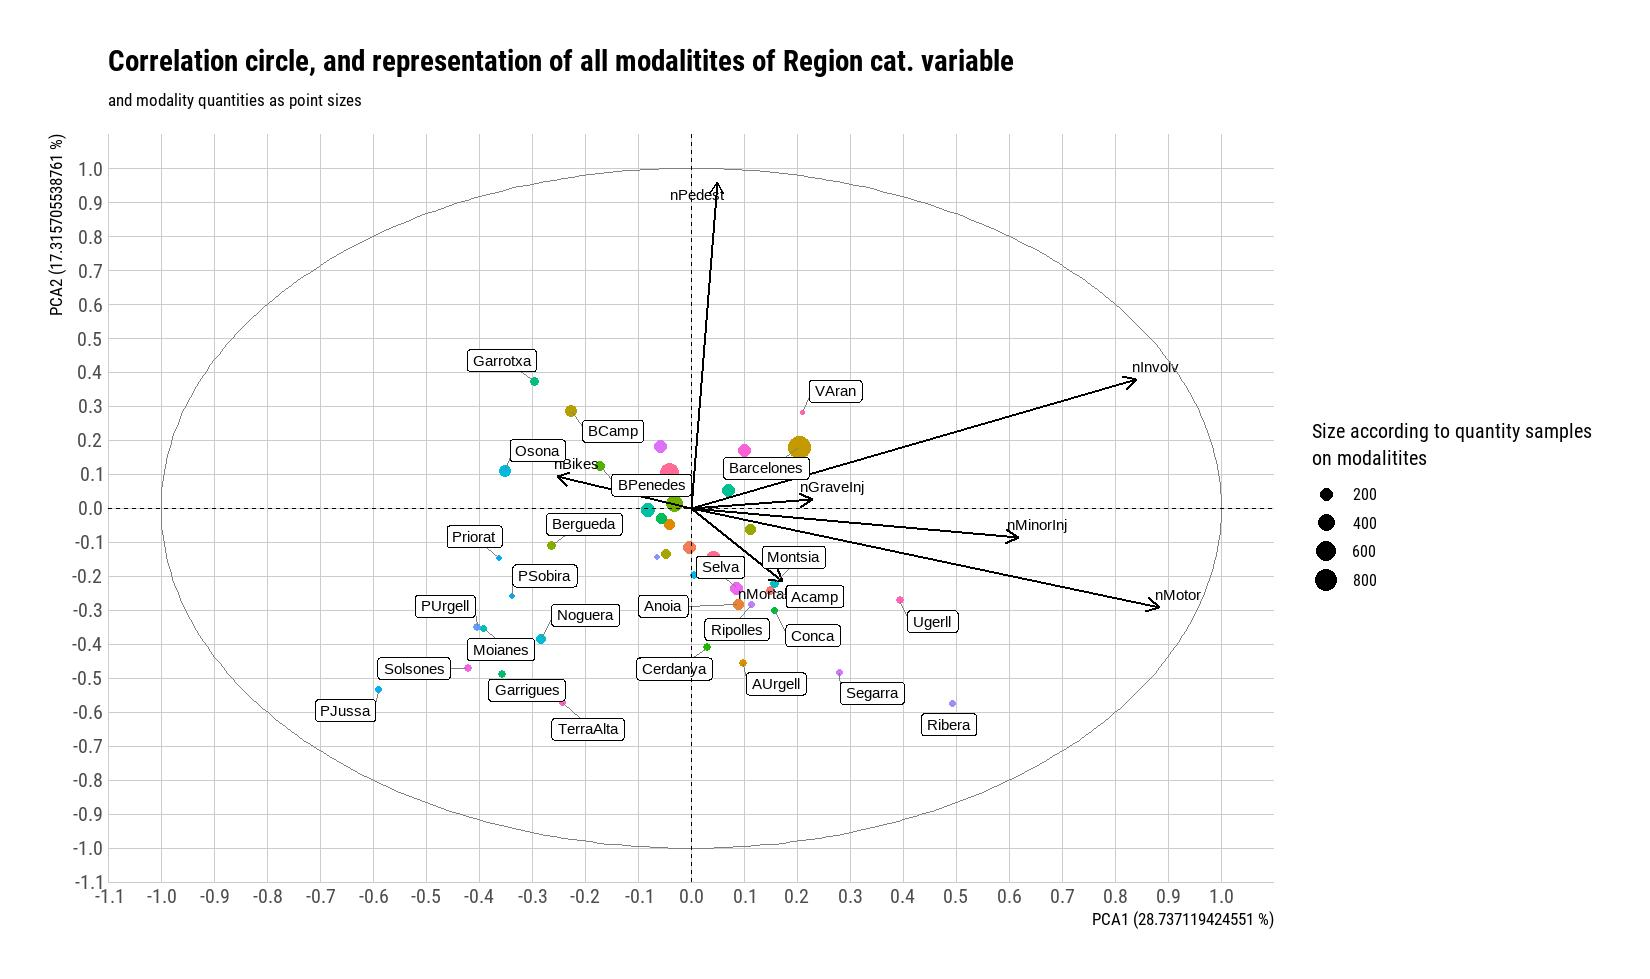 Correlation circle, and representation of all modalitites of Region cat. variable
and modality quantities as point sizes
PCA2 (17.315705538761 %)
1.0
0.9
0.8
0.7
0.6
0.5
0.4
0.3
0.2
0.1
0.0
-0.1
-0.2
-0.3
-0.4
-0.5
-0.6
-0.7
-0.8
-0.9
-1.0
-1.1
nPedest
nInvolv
Garrotxa
VAran
BCamp
Osona
nBikes
Barcelones
BPenedes
nGraveInj
Bergueda
nMinorInj
Priorat
Montsia
Selva
PSobira
nMortal
Acamp
nMotor
PUrgell
Anoia
Noguera
Ugerll
Ripolles
Conca
Moianes
Solsones
Cerdanya
AUrgell
Garrigues
Segarra
PJussa
TerraAlta
Ribera
-1.1 -1.0 -0.9 -0.8 -0.7 -0.6 -0.5 -0.4 -0.3 -0.2 -0.1 0.0 0.1 0.2 0.3 0.4 0.5 0.6 0.7 0.8 0.9 1.0
PCA1 (28.737119424551 %)
Size according to quantity samples
on modalitites
200
400
600
800